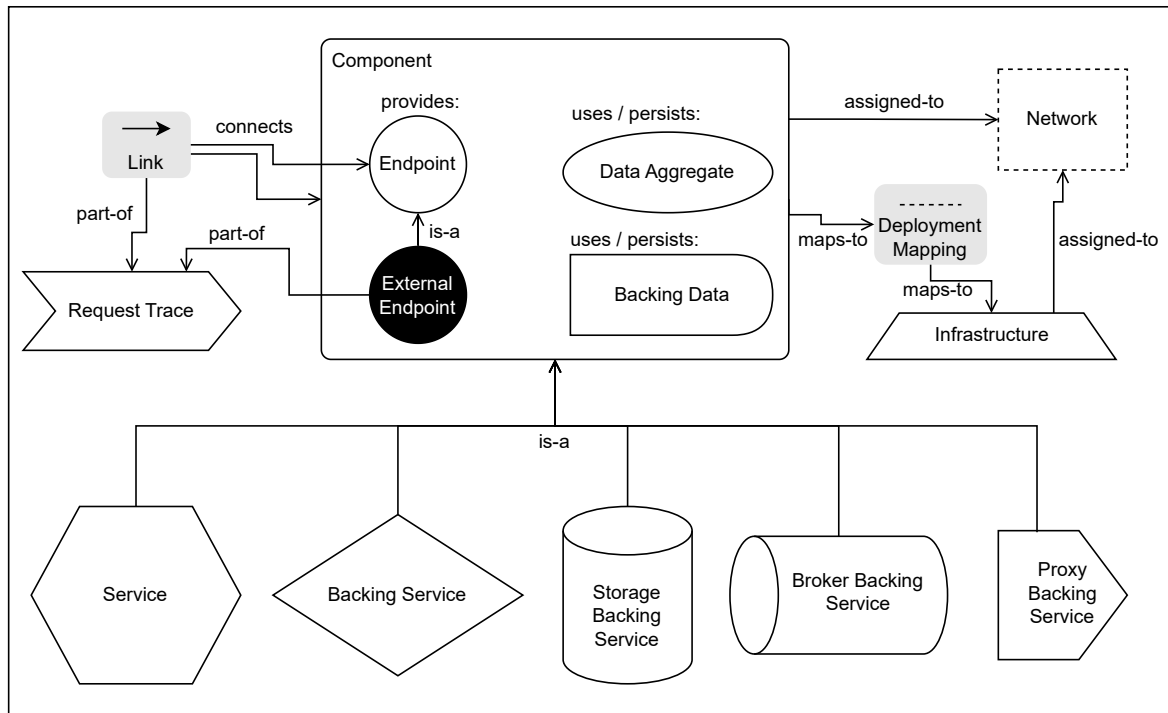 Component
provides:
uses / persists:
assigned-to
Network
connects
Link
Endpoint
Data Aggregate
part-of
part-of
is-a
uses / persists:
maps-to
Deployment
Mapping
assigned-to
External
Endpoint
Backing Data
maps-to
Request Trace
Infrastructure
is-a
Service
Backing Service
Storage
Backing
Service
Broker Backing
Service
Proxy
Backing
Service